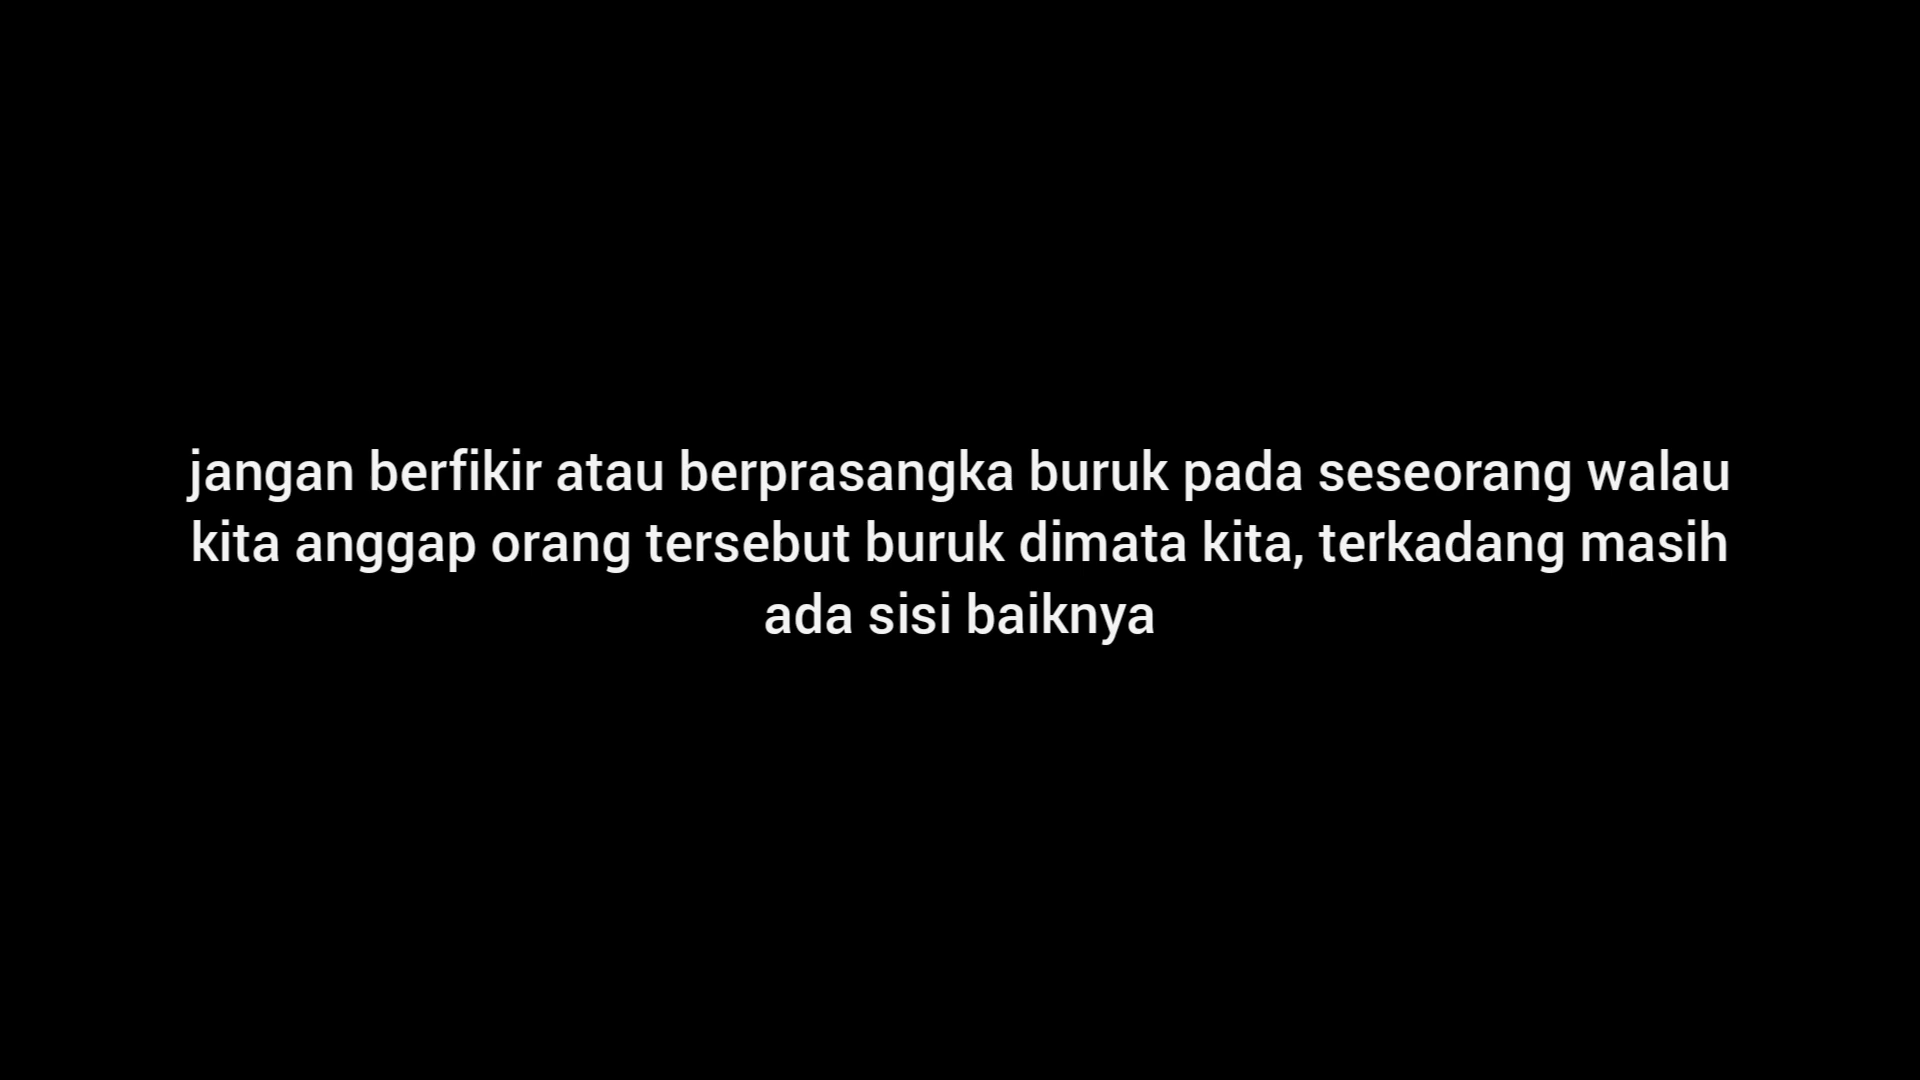 jangan berfikir atau berprasangka buruk pada seseorang walau
kita anggap orang tersebut buruk dimata kita, terkadang masih
ada sisi baiknya